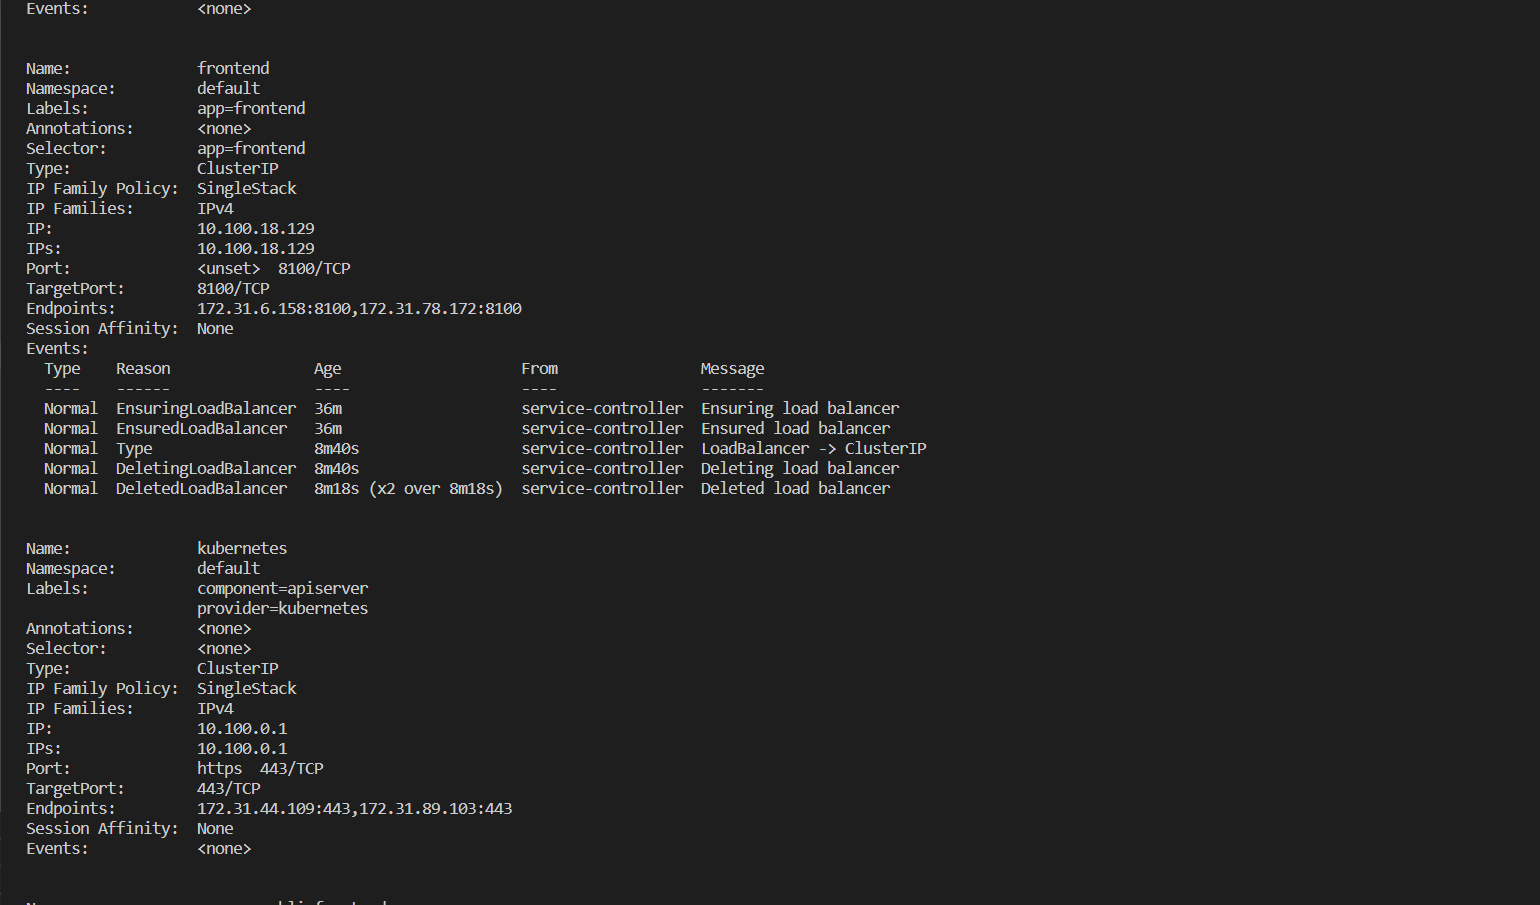 Events:            <none>
Name:              frontend
Namespace:         default
Labels:            app=frontend
Annotations:       <none>
Selector:          app=frontend
Type:              ClusterIP
IP Family Policy:  SingleStack
IP Families:       IPv4
IP:                10.100.18.129
IPs:               10.100.18.129
Port:              <unset>  8100/TCP
TargetPort:        8100/TCP
Endpoints:         172.31.6.158:8100,172.31.78.172:8100
Session Affinity:  None
Events:
  Type    Reason                Age                    From                Message
  ----    ------                ----                   ----                -------
  Normal  EnsuringLoadBalancer  36m                    service-controller  Ensuring load balancer
  Normal  EnsuredLoadBalancer   36m                    service-controller  Ensured load balancer
  Normal  Type                  8m40s                  service-controller  LoadBalancer -> ClusterIP
  Normal  DeletingLoadBalancer  8m40s                  service-controller  Deleting load balancer
  Normal  DeletedLoadBalancer   8m18s (x2 over 8m18s)  service-controller  Deleted load balancer
Name:              kubernetes
Namespace:         default
Labels:            component=apiserver
                   provider=kubernetes
Annotations:       <none>
Selector:          <none>
Type:              ClusterIP
IP Family Policy:  SingleStack
IP Families:       IPv4
IP:                10.100.0.1
IPs:               10.100.0.1
Port:              https  443/TCP
TargetPort:        443/TCP
Endpoints:         172.31.44.109:443,172.31.89.103:443
Session Affinity:  None
Events:            <none>